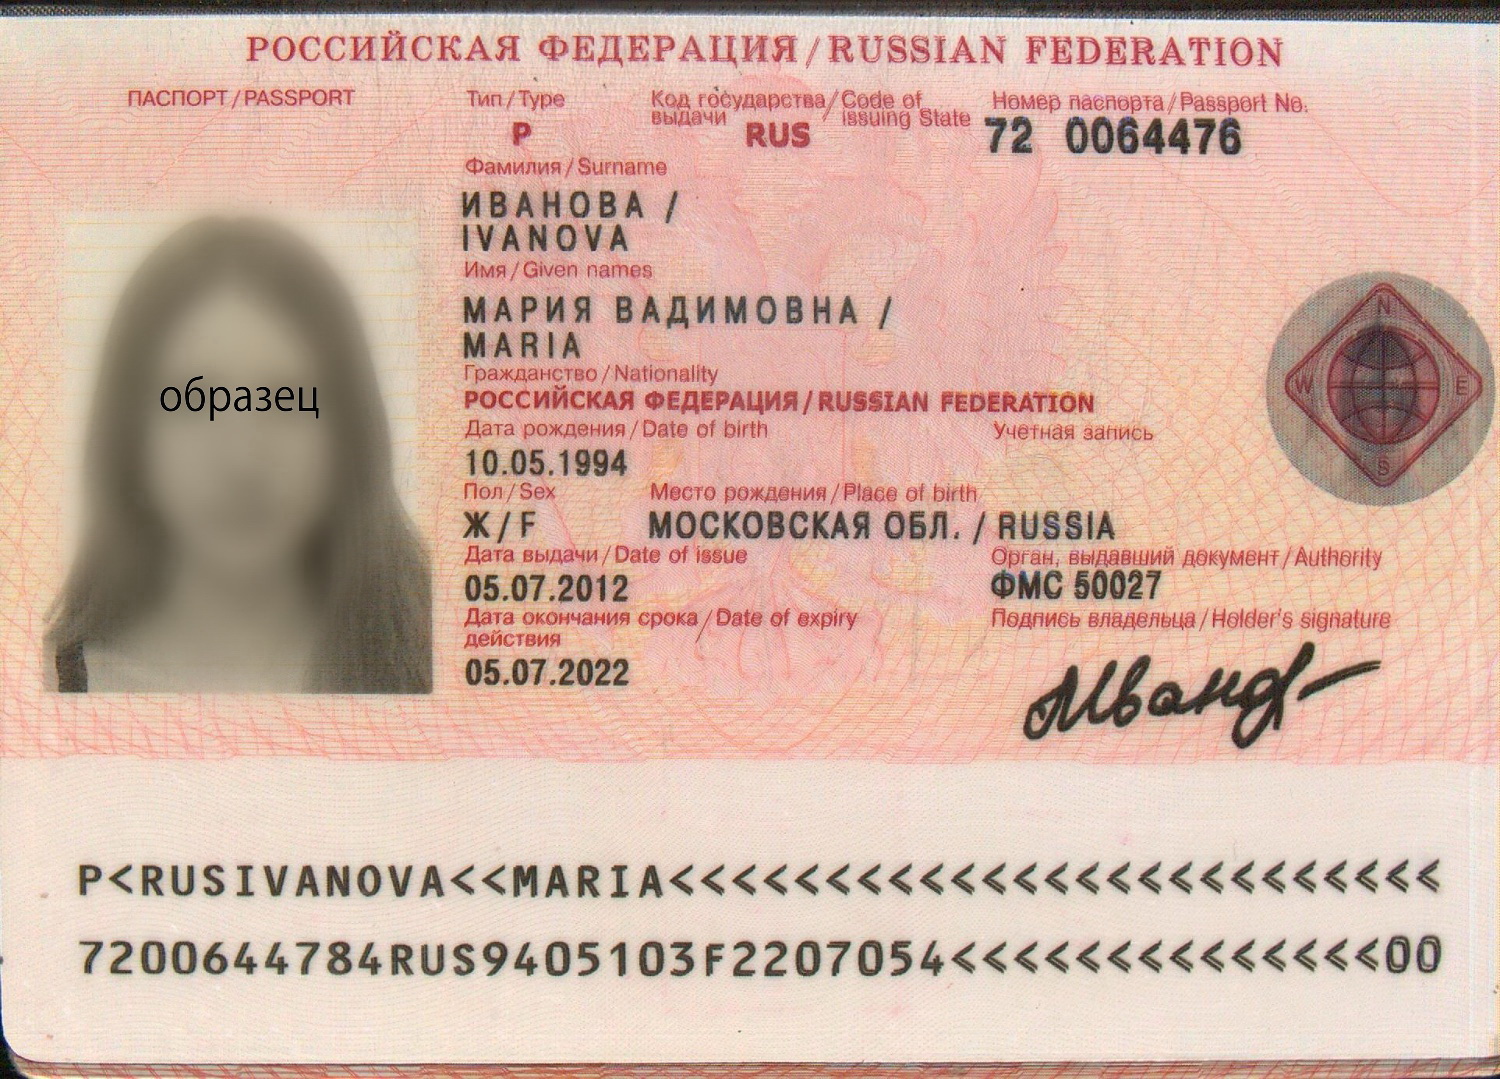 РОССИЙСКАЯ ФЕДЕРАЦИЯ / RUSSIAN FEDERATION
ПАСПОРТ / PASSPORT
Тип / Type
Код государства / Code of
выдачи issuing State
Номер паспорта / Passport No.
P
RUS
72 0064476
Фамилия / Surname
ИВАНОВА /
IVANOVA
Имя / Given names
МАРИЯ ВАДИМОВНА /
MARIA
Гражданство / Nationality
РОССИЙСКАЯ ФЕДЕРАЦИЯ / RUSSIAN FEDERATION
Дата рождения / Date of birth
Учетная запись
10.05.1994
Пол / Sex
Место рождения / Place of birth
Ж / F
МОСКОВСКАЯ ОБЛ. / RUSSIA
Дата выдачи / Date of issue
Орган, выдавший документ / Authority
05.07.2012
ФМС 50027
Дата окончания срока / Date of expiry
действия
Подпись владельца / Holder's signature
05.07.2022
образец
N
W
E
S
P<RUSIVANOVA<<MARIA<<<<<<<<<<<<<<<<<<<<<<<<<
7200644784RUS9405103F2207054<<<<<<<<<<<<<<00